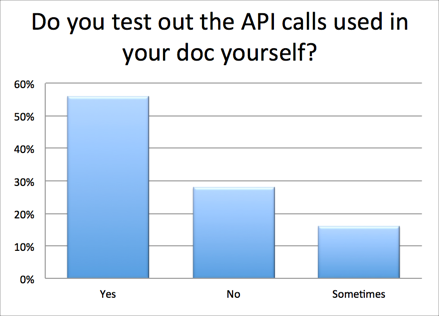 Do you test out the API calls used in
your doc yourself?
60%
50%
40%
30%
20%
10%
0%
Yes No Sometimes